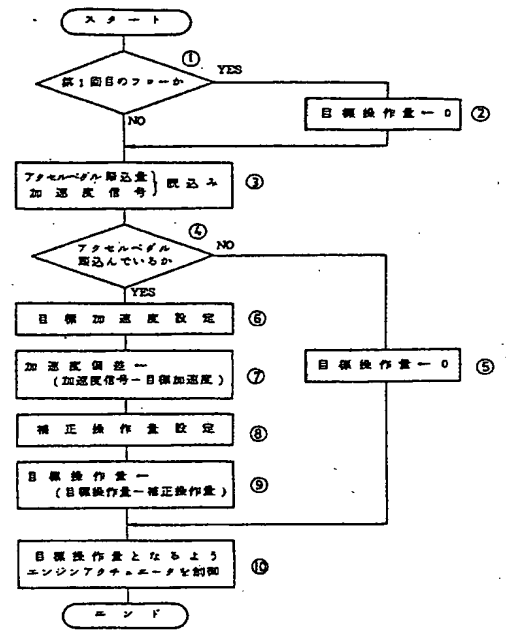 スタート
①
第1回目のフローか
YES
目標操作量←0
②
NO
アクセルペダル踏込量
加速度信号
}読込み
③
④
アクセルペダル
踏込んでいるか
NO
YES
目標加速度設定
⑥
目標操作量←0
⑤
加速度偏差←
(加速度信号-目標加速度)
⑦
補正操作量設定
⑧
目標操作量←
(目標操作量-補正操作量)
⑨
目標操作量となるよう
エンジンアクチュエータを制御
⑩
エンド